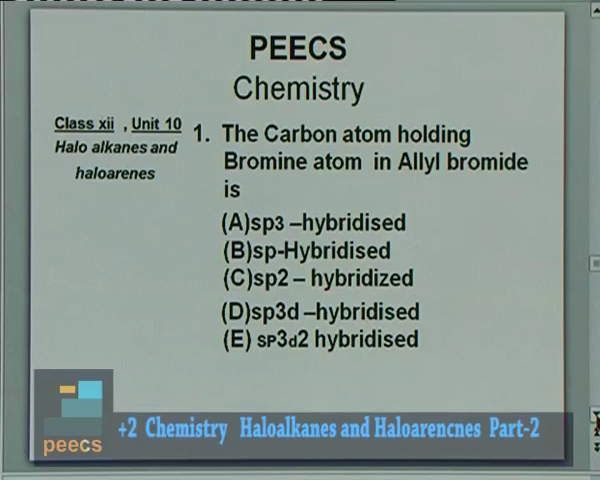 PEECS
Chemistry
Class xii , Unit 10
Halo alkanes and
haloarenes
1. The Carbon atom holding
Bromine atom in Allyl bromide
is
(A)sp3 –hybridised
(B)sp-Hybridised
(C)sp2 – hybridized
(D)sp3d –hybridised
(E) SP3d2 hybridised
peecs
+2 Chemistry Haloalkanes and Haloarencnes Part-2